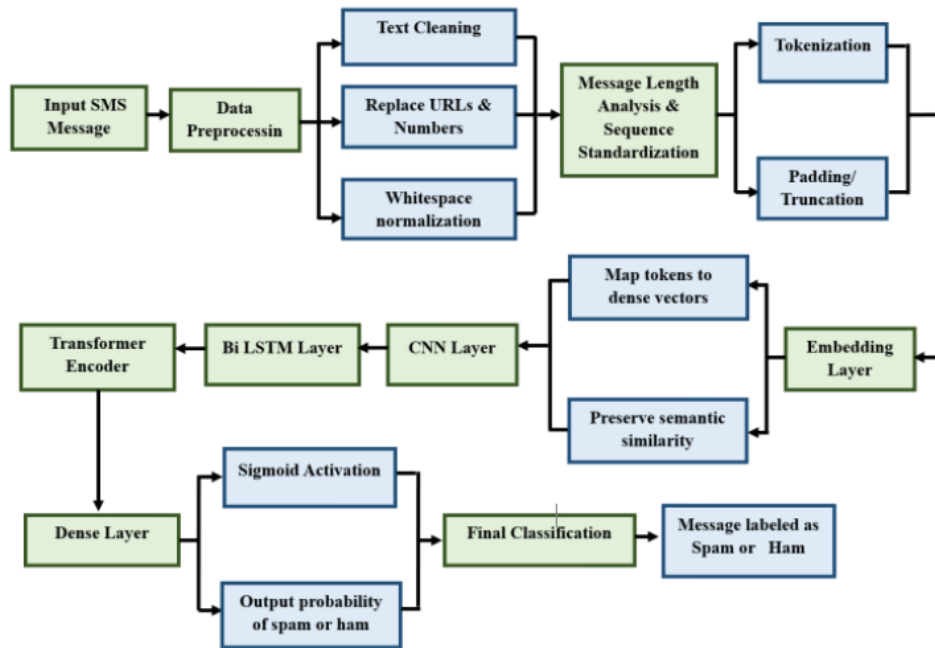 Text Cleaning
Tokenization
Input SMS
Message
Data
Preprocessin
Replace URLs &
Numbers
Message Length
Analysis &
Sequence
Standardization
Whitespace
normalization
Padding/
Truncation
Map tokens to
dense vectors
Transformer
Encoder
Bi LSTM Layer
CNN Layer
Embedding
Layer
Preserve semantic
similarity
Sigmoid Activation
Dense Layer
Final Classification
Message labeled as
Spam or Ham
Output probability
of spam or ham